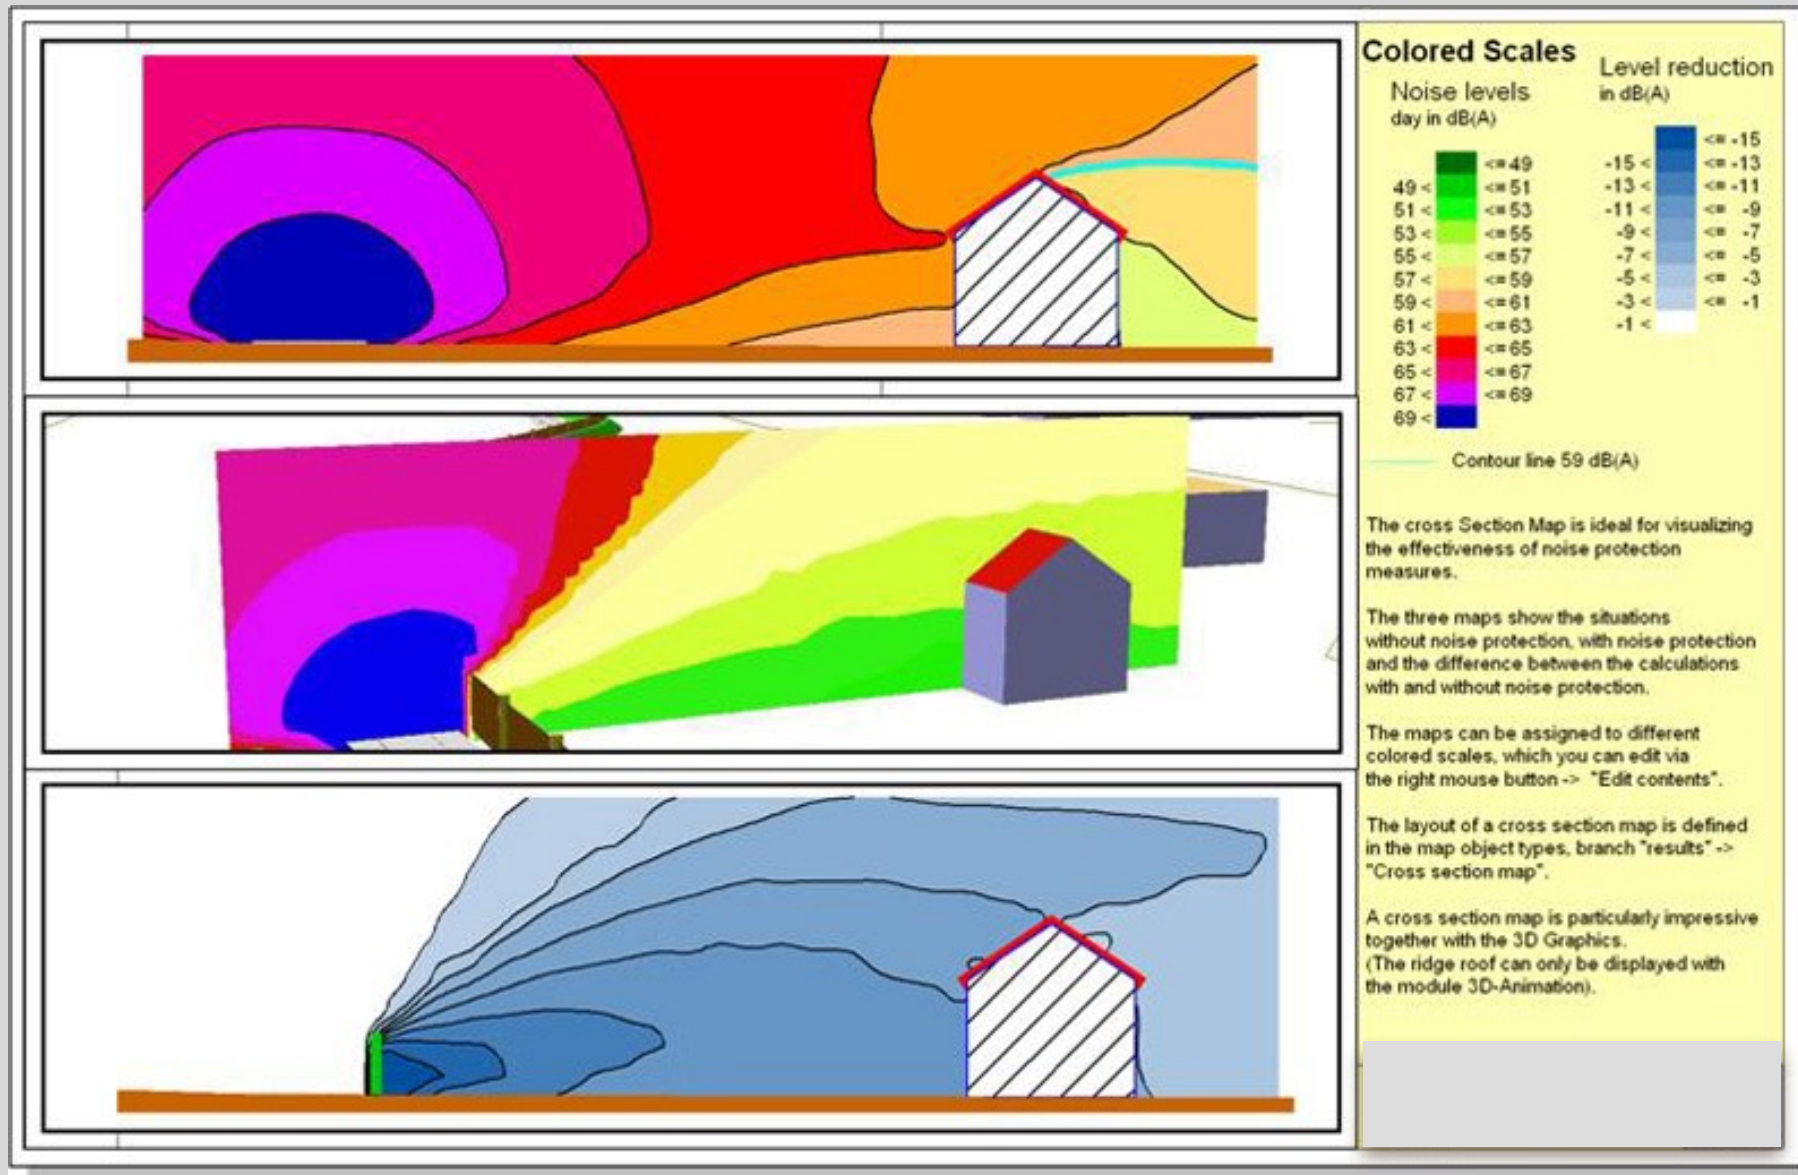 Colored Scales
Noise levels
day in dB(A)
<= 49
49 < <= 51
51 < <= 53
53 < <= 55
55 < <= 57
57 < <= 59
59 < <= 61
61 < <= 63
63 < <= 65
65 < <= 67
67 < <= 69
69 <
Level reduction
in dB(A)
<= -15
-15 < <= -13
-13 < <= -11
-11 < <= -9
-9 < <= -7
-7 < <= -5
-5 < <= -3
-3 < <= -1
-1 <
Contour line 59 dB(A)
The cross Section Map is ideal for visualizing
the effectiveness of noise protection
measures.
The three maps show the situations
without noise protection, with noise protection
and the difference between the calculations
with and without noise protection.
The maps can be assigned to different
colored scales, which you can edit via
the right mouse button -> "Edit contents".
The layout of a cross section map is defined
in the map object types, branch "results" ->
"Cross section map".
A cross section map is particularly impressive
together with the 3D Graphics.
(The ridge roof can only be displayed with
the module 3D-Animation).